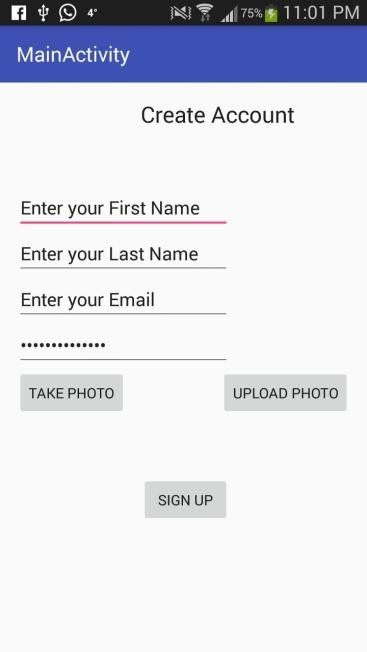 4° 75% 11:01 PM
MainActivity
Create Account
Enter your First Name
Enter your Last Name
Enter your Email
••••••••••••••
TAKE PHOTO UPLOAD PHOTO
SIGN UP